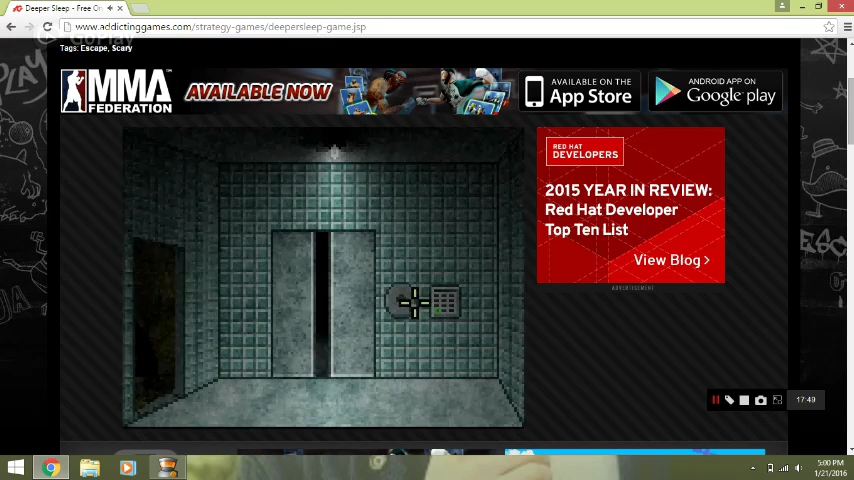 Deeper Sleep - Free On
www.addictinggames.com/strategy-games/deepersleep-game.jsp
GoPlay
Tags: Escape, Scary
MMA
FEDERATION
AVAILABLE NOW
AVAILABLE ON THE
App Store
ANDROID APP ON
Google play
RED HAT
DEVELOPERS
2015 YEAR IN REVIEW:
Red Hat Developer
Top Ten List
View Blog >
ADVERTISEMENT
17:49
5:00 PM
1/21/2016